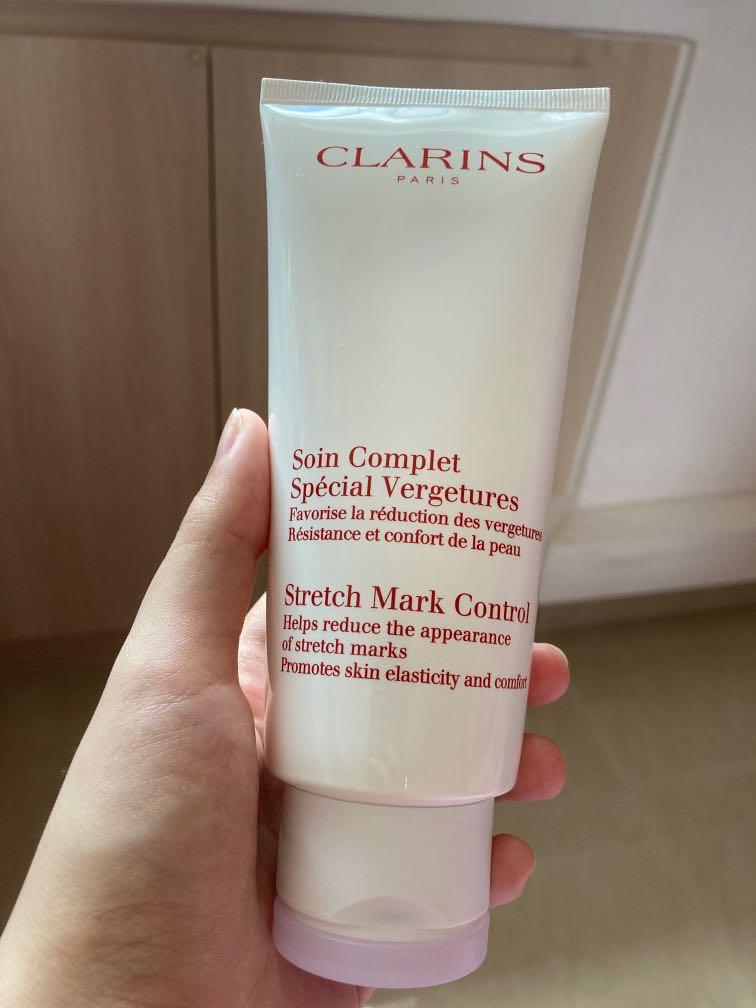 CLARINS
PARIS
Soin Complet
Spécial Vergetures
Favorise la réduction des vergetures
Résistance et confort de la peau
Stretch Mark Control
Helps reduce the appearance
of stretch marks
Promotes skin elasticity and comfort